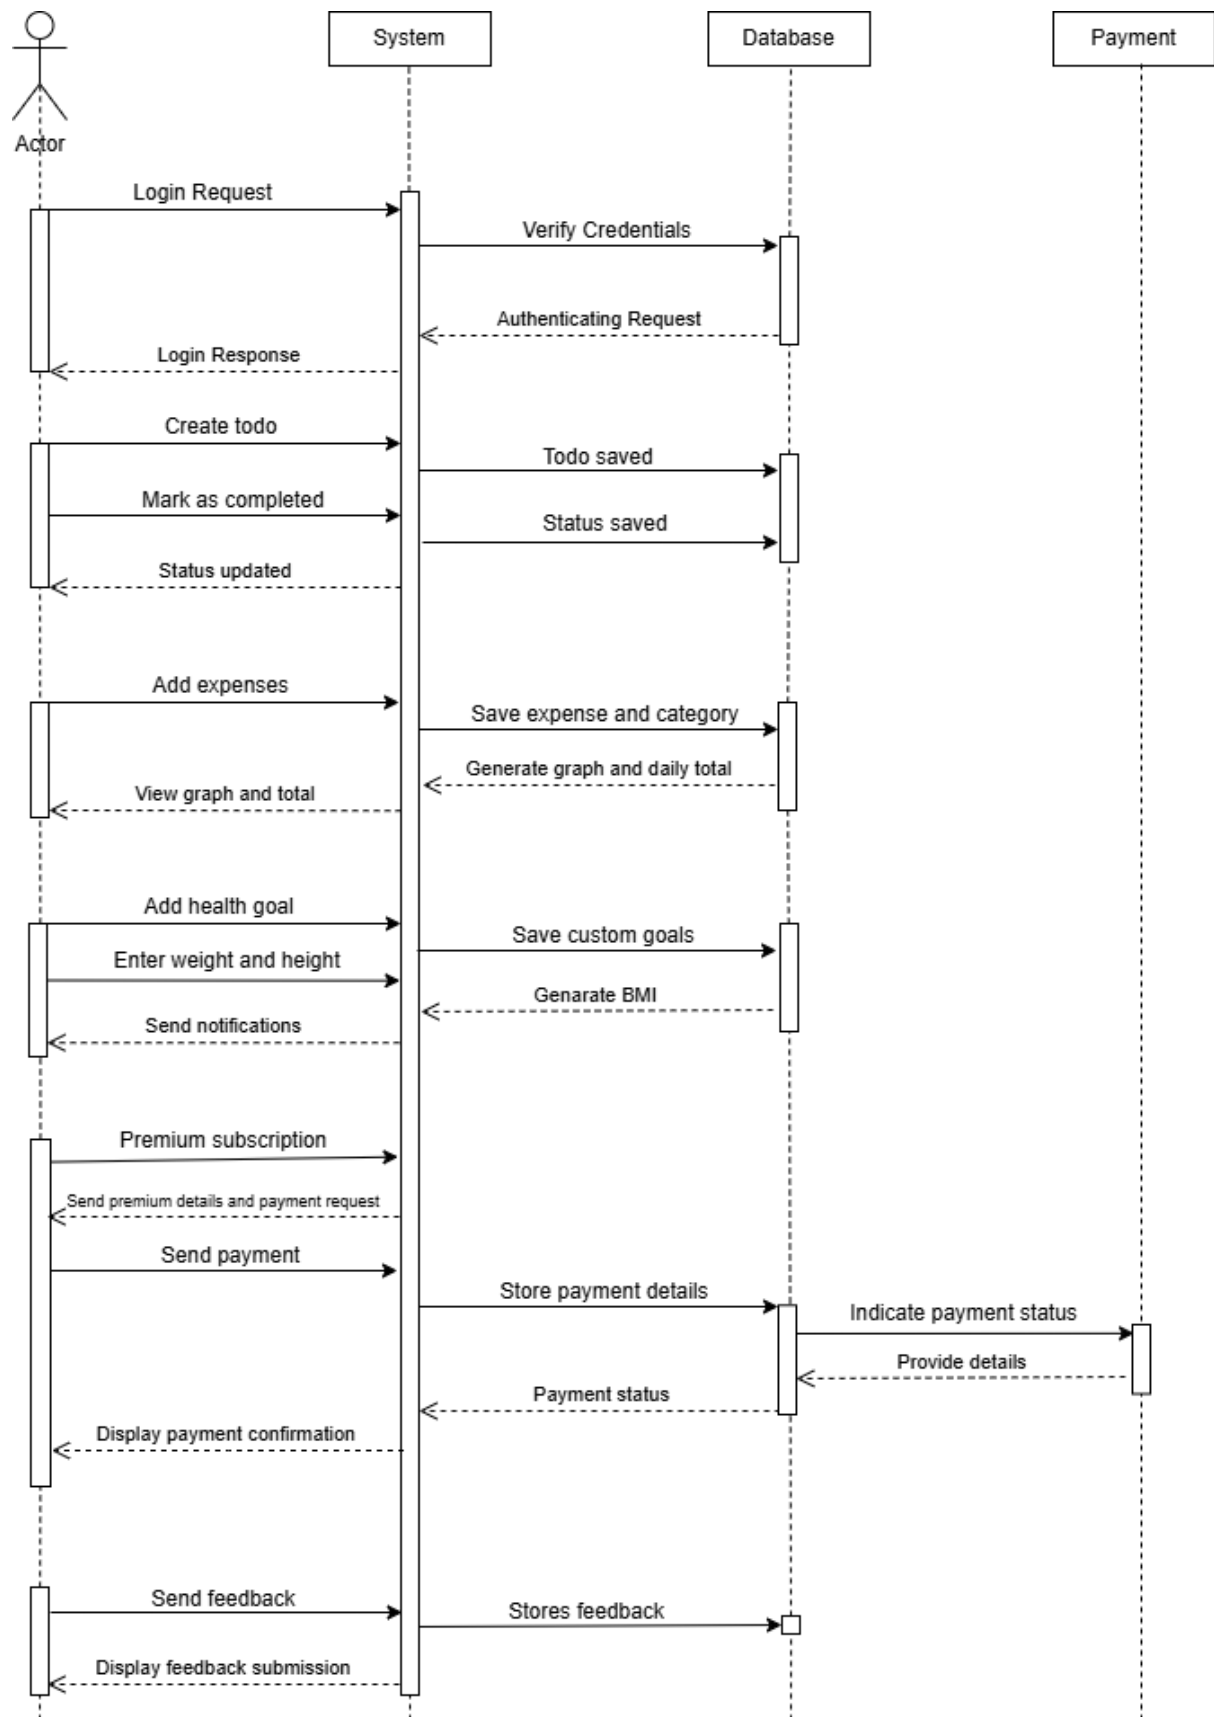 System
Database
Payment
Actor
Login Request
Verify Credentials
Authenticating Request
Login Response
Create todo
Todo saved
Mark as completed
Status saved
Status updated
Add expenses
Save expense and category
Generate graph and daily total
View graph and total
Add health goal
Save custom goals
Enter weight and height
Genarate BMI
Send notifications
Premium subscription
Send premium details and payment request
Send payment
Store payment details
Indicate payment status
Provide details
Payment status
Display payment confirmation
Send feedback
Stores feedback
Display feedback submission